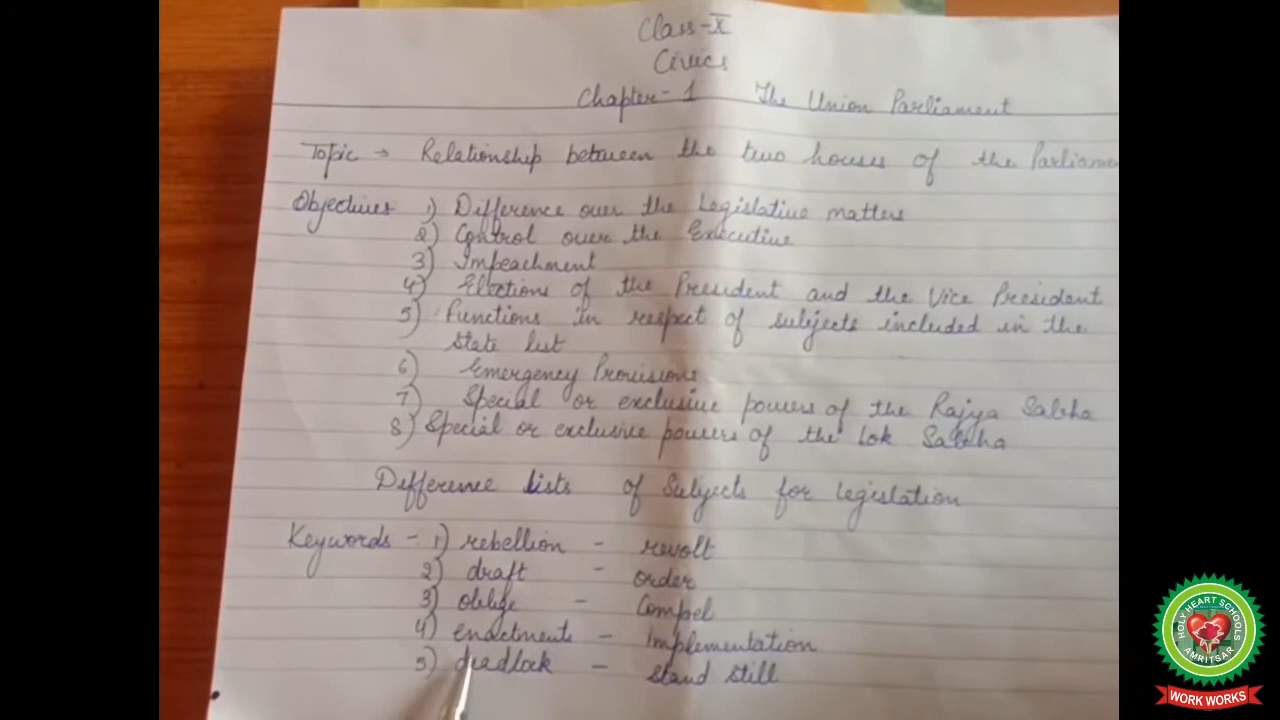 Class-X
Civics
Chapter-1 The Union Parliament
Topic → Relationship between the two houses of the Parliamen
Objectives 1) Difference over the Legislative matters
2) Control over the Executive
3) Impeachment
4) Elections of the President and the Vice President
5) Functions in respect of subjects included in the
State list
6) Emergency Provisions
7) Special or exclusive powers of the Rajya Sabha
8) Special or exclusive powers of the Lok Sabha
Difference Lists of Subjects for legislation
Keywords - 1) rebellion - revolt
2) draft - order
3) oblige - Compel
4) enactments - Implementation
5) deadlock - stand still
HOLY HEART SCHOOLS
AMRITSAR
WORK WORKS